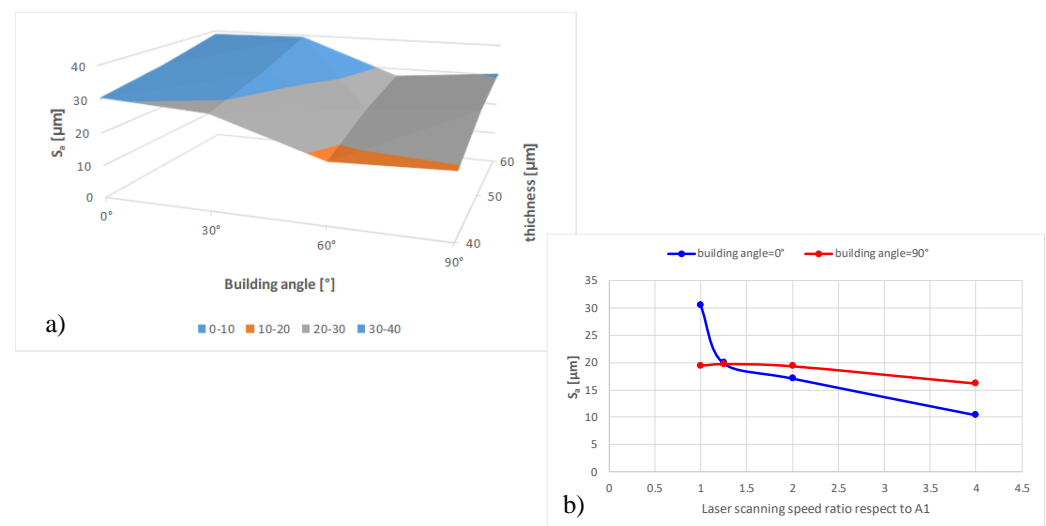 40
30
20
10
0
Sa [µm]
0°
30°
60°
90°
40
50
60
thichness [µm]
Building angle [°]
0-10 10-20 20-30 30-40
a)
building angle=0° building angle=90°
35
30
25
20
15
10
5
0
Sa [µm]
0 0.5 1 1.5 2 2.5 3 3.5 4 4.5
Laser scanning speed ratio respect to A1
b)